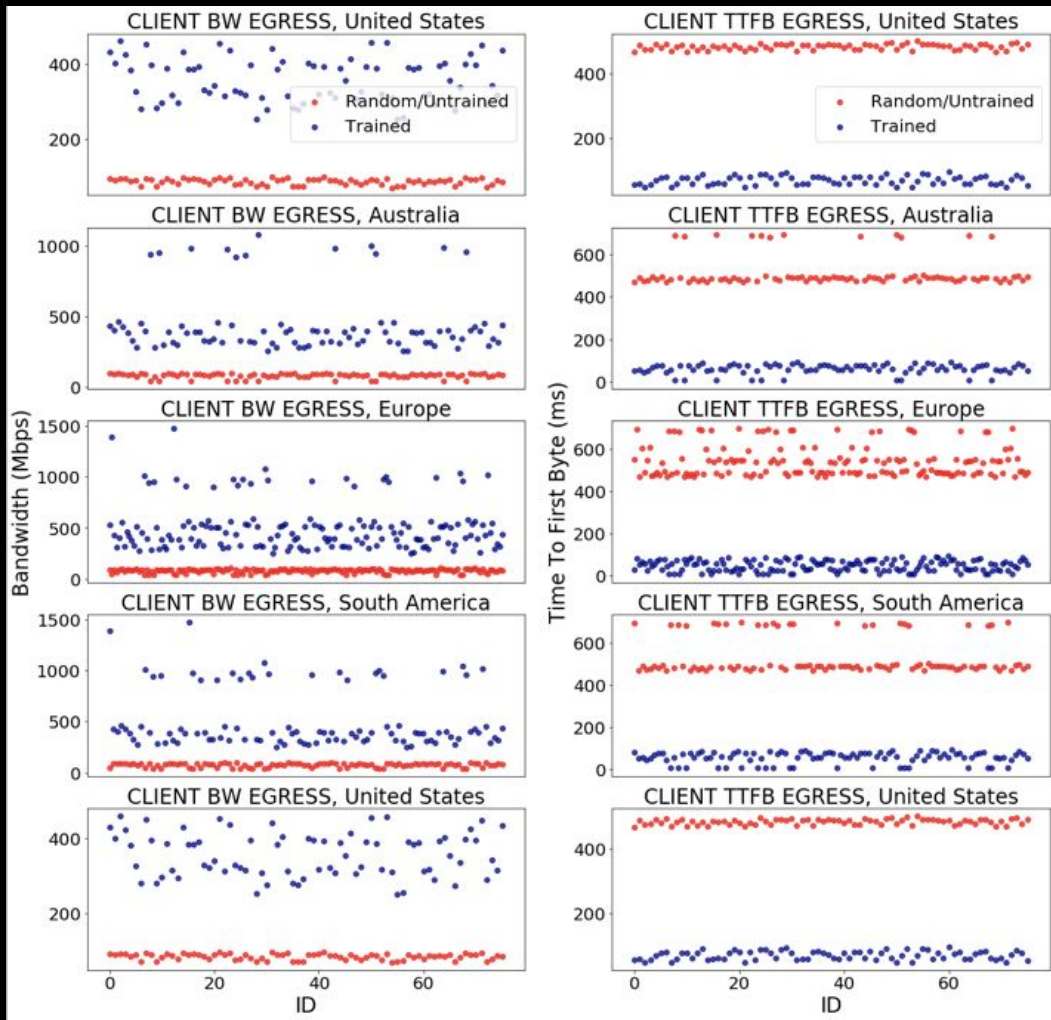 CLIENT BW EGRESS, United States
400
200
Random/Untrained
Trained
CLIENT BW EGRESS, Australia
1000
500
0
CLIENT BW EGRESS, Europe
1500
1000
500
0
CLIENT BW EGRESS, South America
1500
1000
500
0
CLIENT BW EGRESS, United States
400
200
0 20 40 60
ID
Bandwidth (Mbps)
CLIENT TTFB EGRESS, United States
400
200
Random/Untrained
Trained
CLIENT TTFB EGRESS, Australia
600
400
200
0
CLIENT TTFB EGRESS, Europe
600
400
200
0
CLIENT TTFB EGRESS, South America
600
400
200
0
CLIENT TTFB EGRESS, United States
400
200
0 20 40 60
ID
Time To First Byte (ms)